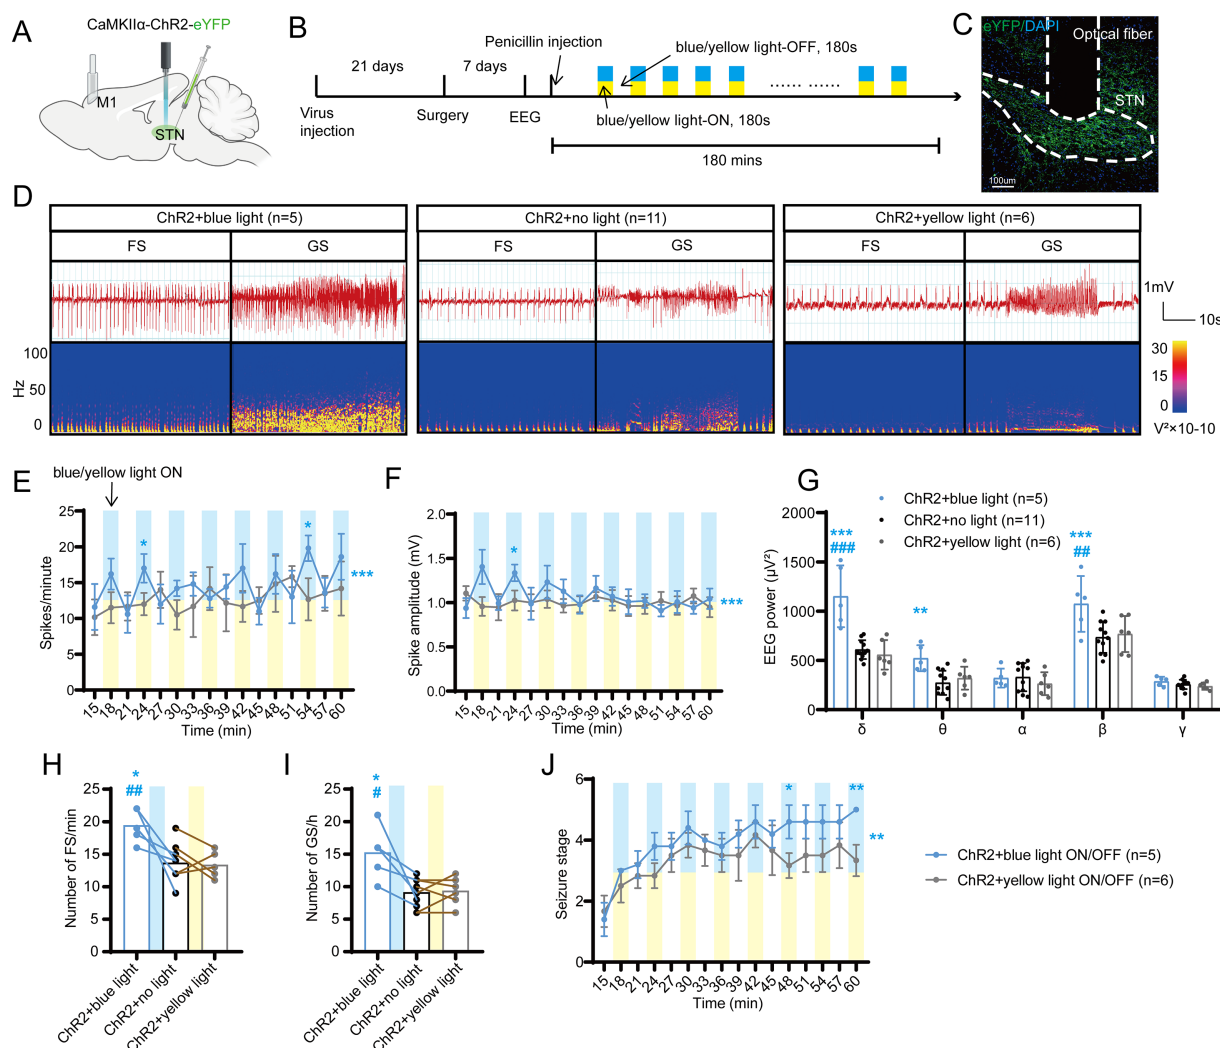 A
CaMKIIα-ChR2-eYFP
M1
STN
B
Penicillin injection
blue/yellow light-OFF, 180s
21 days
7 days
...... ......
Virus
injection
Surgery
EEG
blue/yellow light-ON, 180s
180 mins
C
eYFP/DAPI
Optical fiber
STN
100um
D
ChR2+blue light (n=5)
ChR2+no light (n=11)
ChR2+yellow light (n=6)
FS
GS
FS
GS
FS
GS
1mV
10s
100
50
0
Hz
30
15
0
V²×10-10
E
blue/yellow light ON
25
20
15
10
5
0
Spikes/minute
*
*
***
15 18 21 24 27 30 33 36 39 42 45 48 51 54 57 60
Time (min)
F
2.0
1.5
1.0
0.5
0.0
Spike amplitude (mV)
*
***
15 18 21 24 27 30 33 36 39 42 45 48 51 54 57 60
Time (min)
G
ChR2+blue light (n=5)
ChR2+no light (n=11)
ChR2+yellow light (n=6)
2000
1500
1000
500
0
EEG power (µV²)
***
###
**
***
##
δ
θ
α
β
γ
H
*
##
25
20
15
10
5
0
Number of FS/min
ChR2+blue light
ChR2+no light
ChR2+yellow light
I
*
#
25
20
15
10
5
0
Number of GS/h
ChR2+blue light
ChR2+no light
ChR2+yellow light
J
6
4
2
0
Seizure stage
*
**
**
15 18 21 24 27 30 33 36 39 42 45 48 51 54 57 60
Time (min)
ChR2+blue light ON/OFF (n=5)
ChR2+yellow light ON/OFF (n=6)